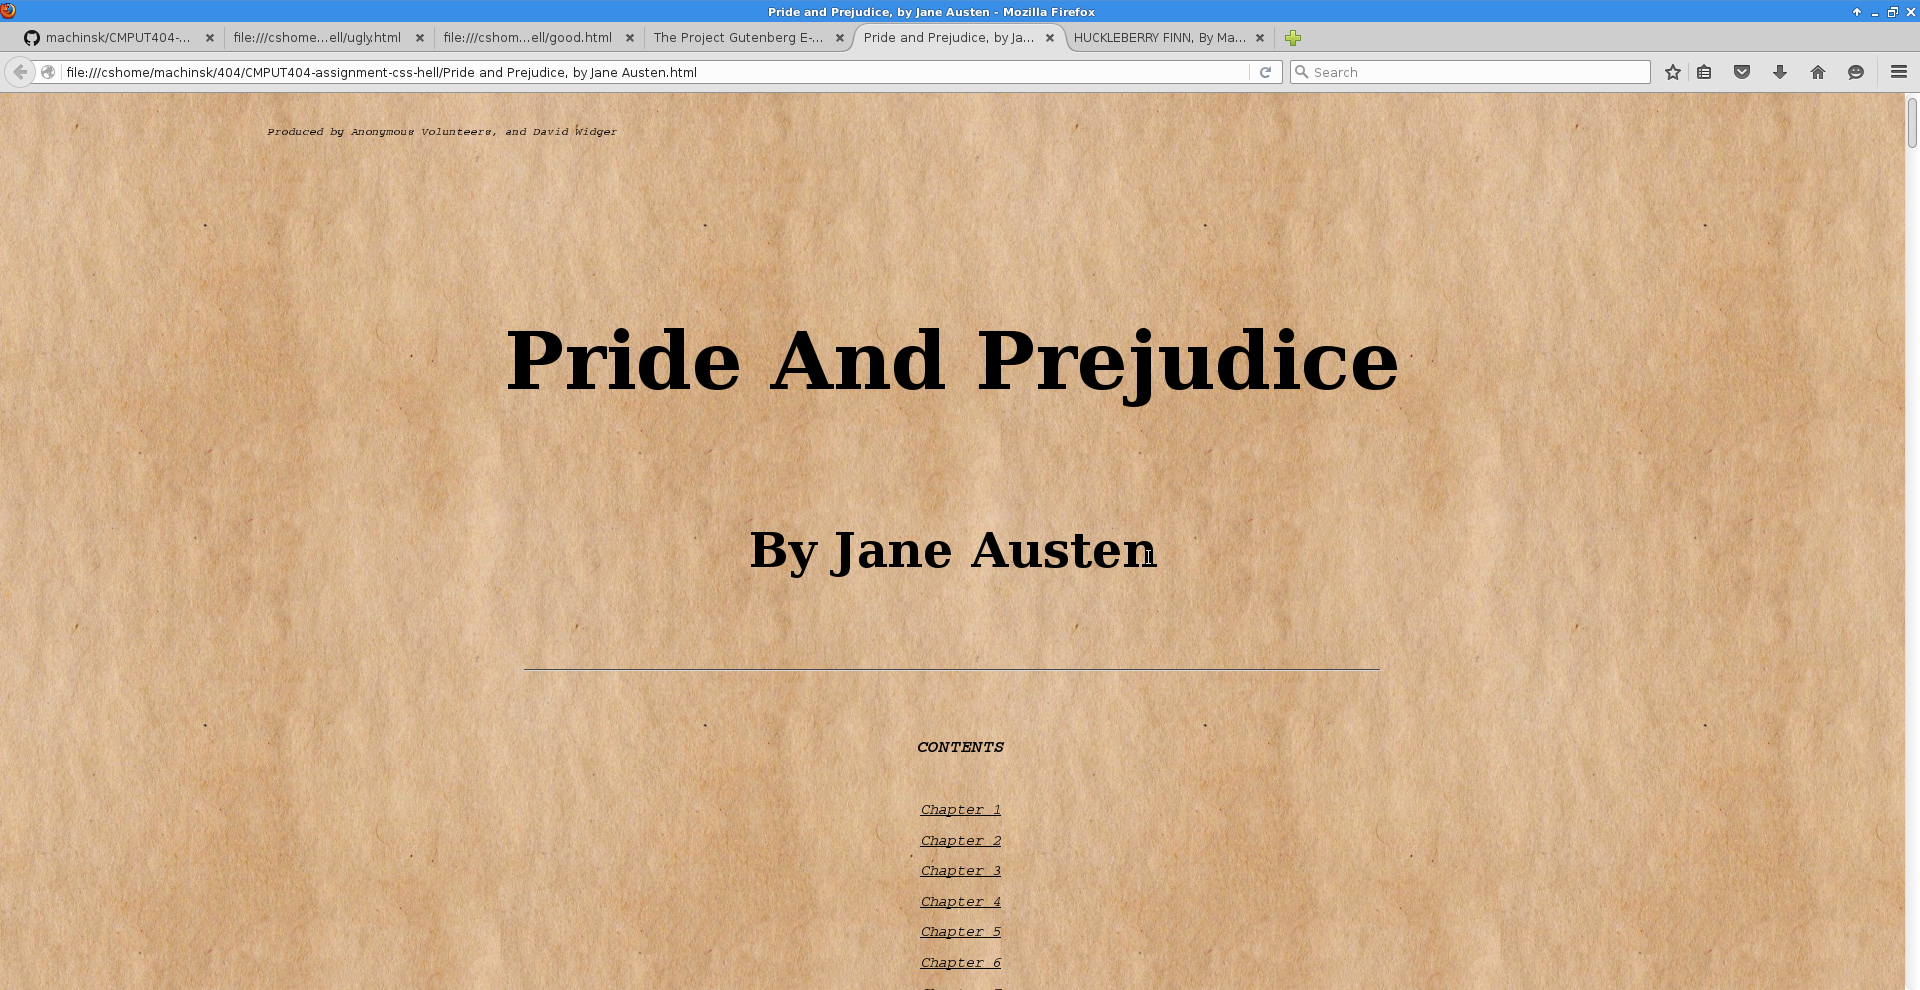 Pride and Prejudice, by Jane Austen - Mozilla Firefox
machinsk/CMPUT404-...
file:///cshome...ell/ugly.html
file:///cshom...ell/good.html
The Project Gutenberg E-...
Pride and Prejudice, by Ja...
HUCKLEBERRY FINN, By Ma...
file:///cshome/machinsk/404/CMPUT404-assignment-css-hell/Pride and Prejudice, by Jane Austen.html
Search
Produced by Anonymous Volunteers, and David Widger
Pride And Prejudice
By Jane Austen
CONTENTS
Chapter 1
Chapter 2
Chapter 3
Chapter 4
Chapter 5
Chapter 6